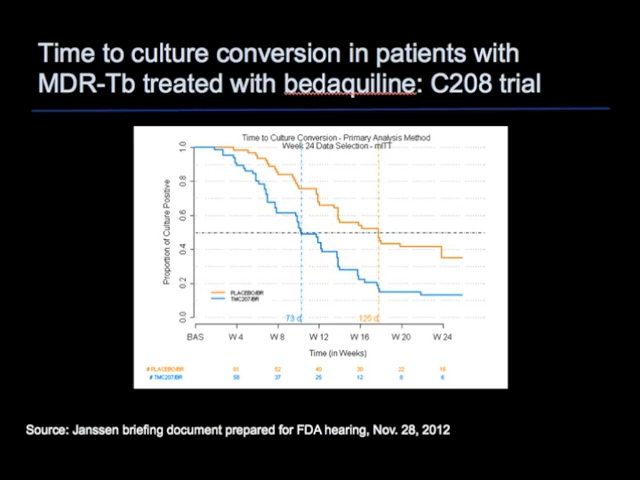 Time to culture conversion in patients with
MDR-Tb treated with bedaquiline: C208 trial
Time to Culture Conversion - Primary Analysis Method
Week 24 Data Selection - mITT
Proportion of Culture Positive
1.0
0.8
0.6
0.4
0.2
0.0
PLACEBO/BR
TMC207/BR
73 d
125 d
BAS W 4 W 8 W 12 W 16 W 20 W 24
Time (in Weeks)
# PLACEBO/BR 61 52 40 30 22 16
# TMC207/BR 58 37 25 12 8 6
Source: Janssen briefing document prepared for FDA hearing, Nov. 28, 2012